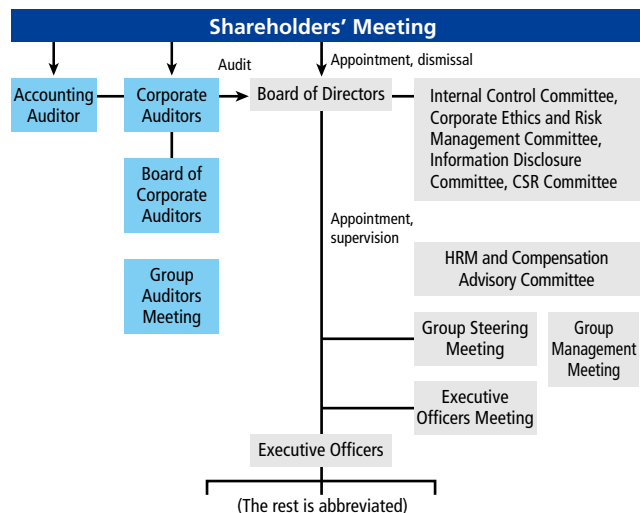 Shareholders' Meeting
Audit
Appointment, dismissal
Accounting
Auditor
Corporate
Auditors
Board of Directors
Internal Control Committee,
Corporate Ethics and Risk
Management Committee,
Information Disclosure
Committee, CSR Committee
Board of
Corporate
Auditors
Appointment,
supervision
HRM and Compensation
Advisory Committee
Group
Auditors
Meeting
Group Steering
Meeting
Group
Management
Meeting
Executive
Officers Meeting
Executive Officers
(The rest is abbreviated)